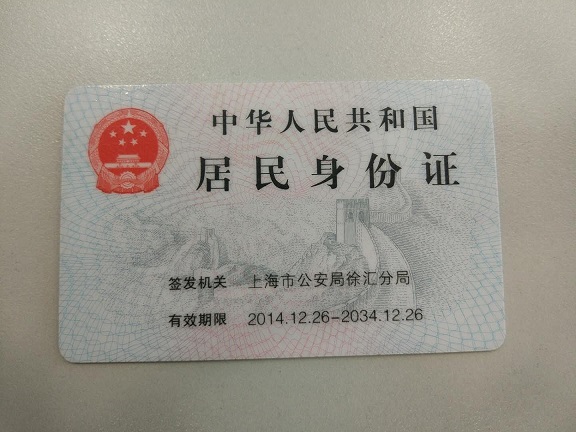 中华人民共和国
居民身份证
签发机关 上海市公安局徐汇分局
有效期限 2014.12.26-2034.12.26